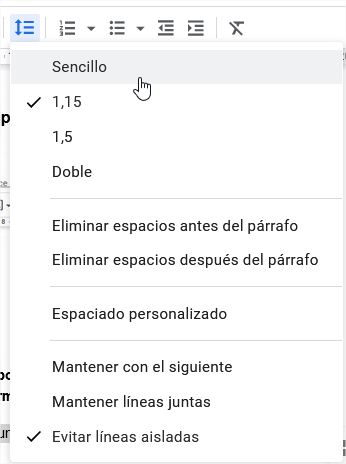 Sencillo
1,15
1,5
Doble
Eliminar espacios antes del párrafo
Eliminar espacios después del párrafo
Espaciado personalizado
Mantener con el siguiente
Mantener líneas juntas
Evitar líneas aisladas